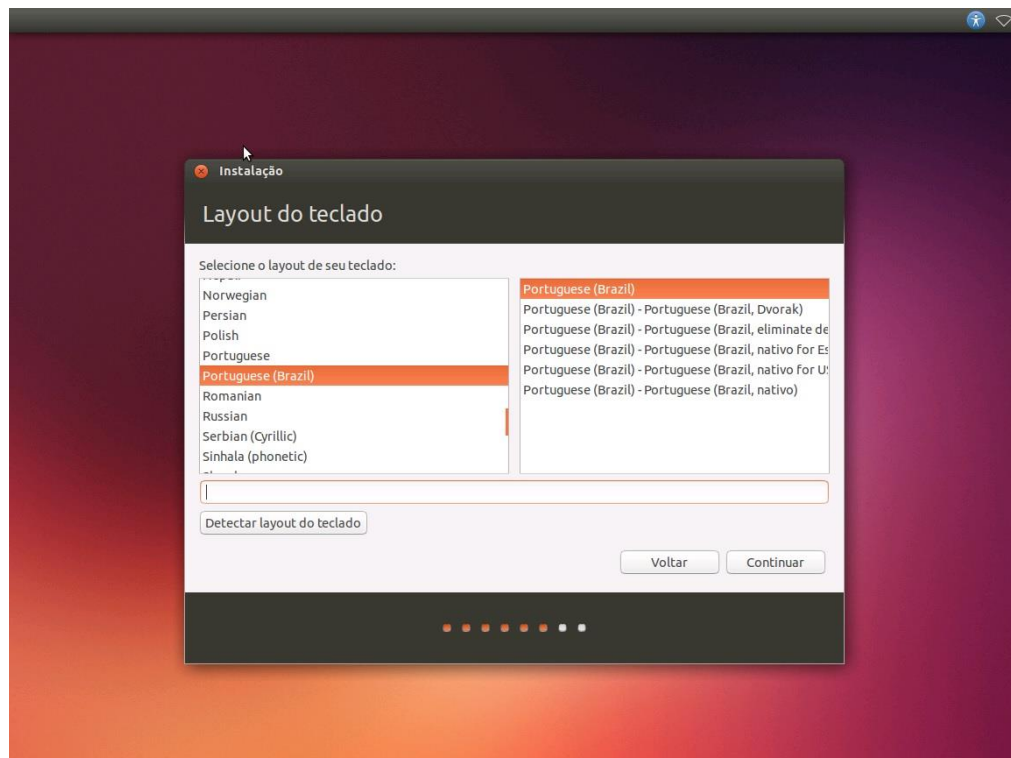 Instalação
Layout do teclado
Selecione o layout de seu teclado:
Norwegian
Persian
Polish
Portuguese
Portuguese (Brazil)
Romanian
Russian
Serbian (Cyrillic)
Sinhala (phonetic)
Portuguese (Brazil)
Portuguese (Brazil) - Portuguese (Brazil, Dvorak)
Portuguese (Brazil) - Portuguese (Brazil, eliminate de
Portuguese (Brazil) - Portuguese (Brazil, nativo for Es
Portuguese (Brazil) - Portuguese (Brazil, nativo for US
Portuguese (Brazil) - Portuguese (Brazil, nativo)
Detectar layout do teclado
Voltar
Continuar